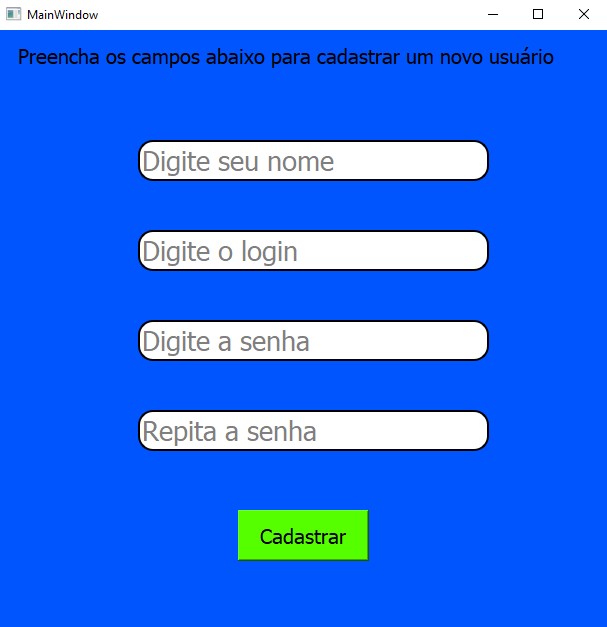 MainWindow
Preencha os campos abaixo para cadastrar um novo usuário
Digite seu nome
Digite o login
Digite a senha
Repita a senha
Cadastrar